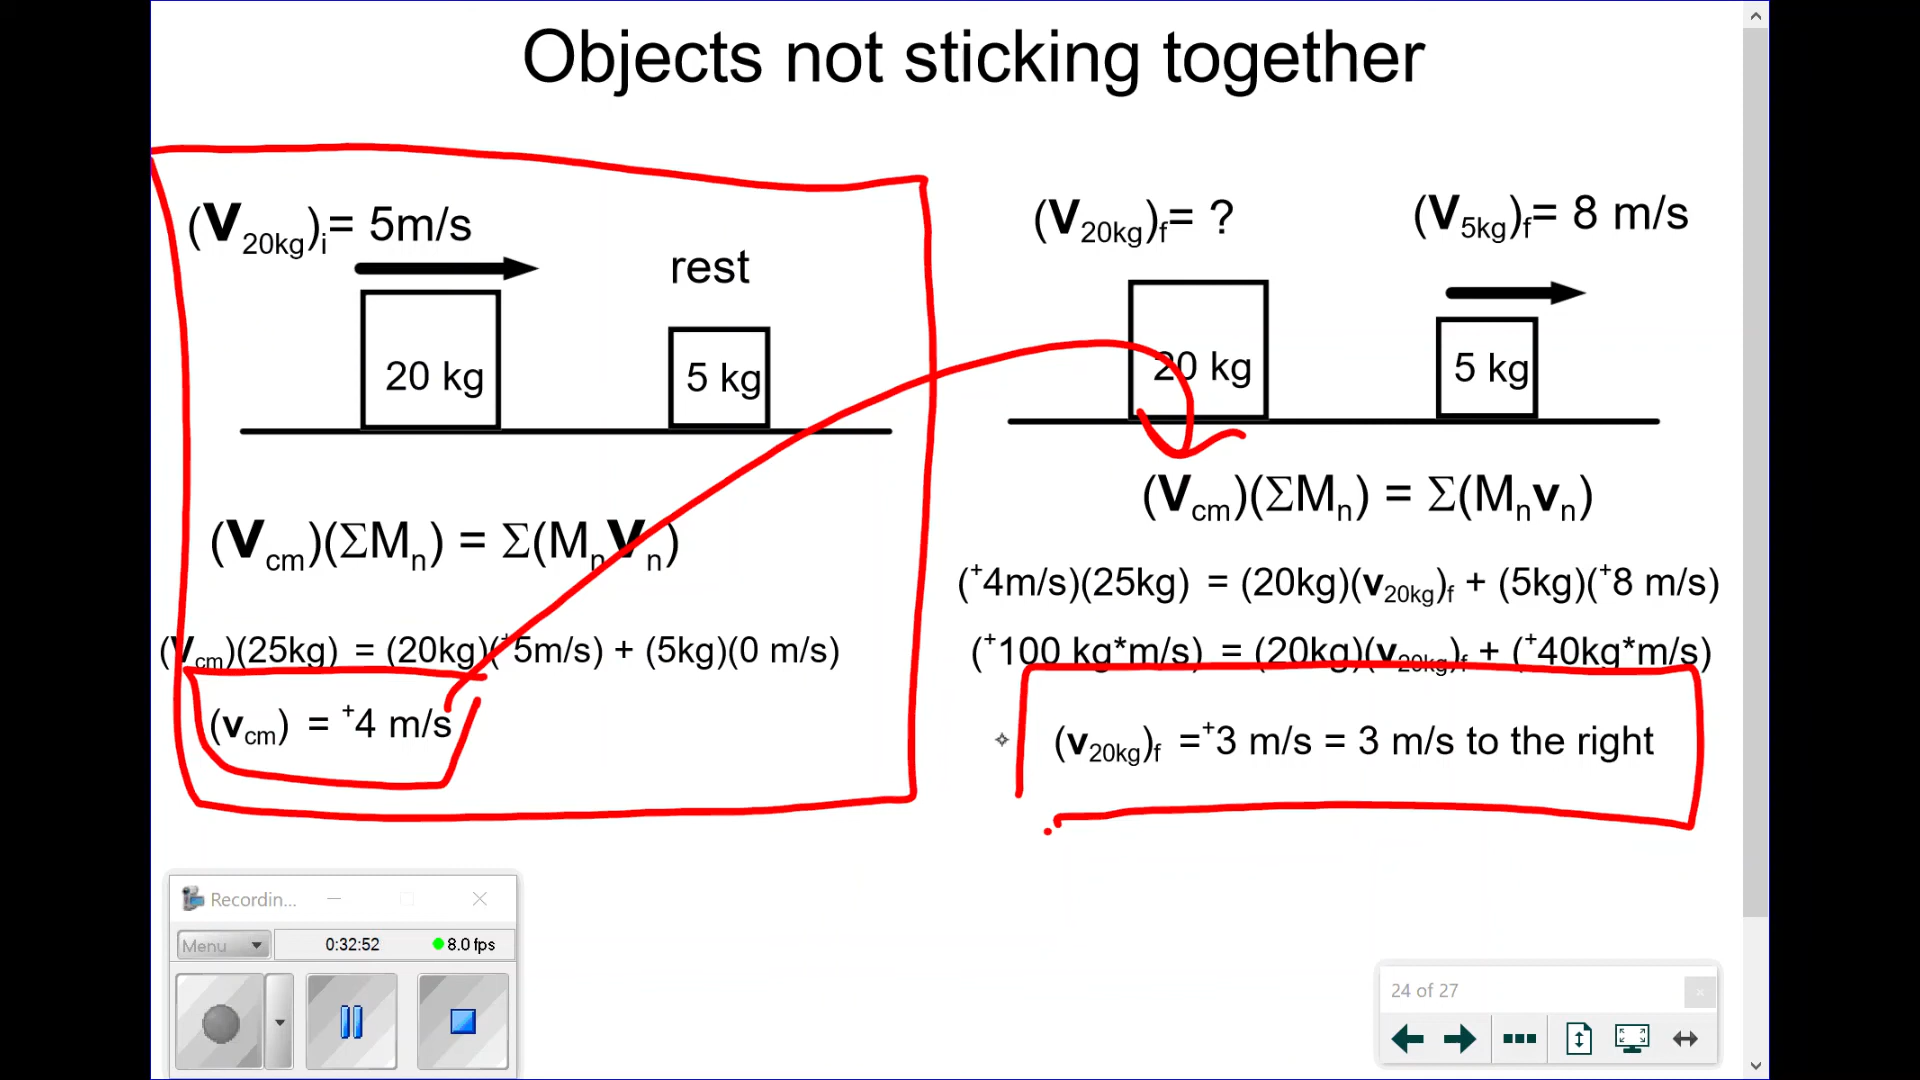 Objects not sticking together
(V20kg)i= 5m/s
rest
20 kg
5 kg
(Vcm)(ΣMn) = Σ(MnVn)
(Vcm)(25kg) = (20kg)(+5m/s) + (5kg)(0 m/s)
(vcm) = +4 m/s
(V20kg)f= ?
(V5kg)f= 8 m/s
20 kg
5 kg
(Vcm)(ΣMn) = Σ(Mnvn)
(+4m/s)(25kg) = (20kg)(v20kg)f + (5kg)(+8 m/s)
(+100 kg*m/s) = (20kg)(v20kg)f + (+40kg*m/s)
(v20kg)f =+3 m/s = 3 m/s to the right
Recordin...
Menu
0:32:52
8.0 fps
24 of 27